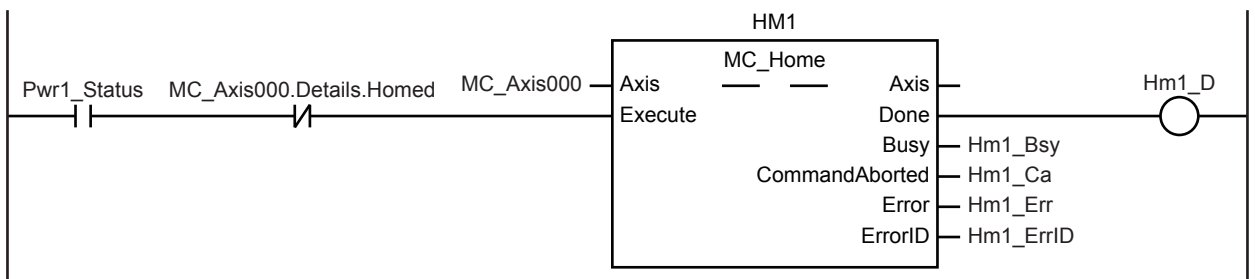 HM1
MC_Home
Pwr1_Status MC_Axis000.Details.Homed MC_Axis000 Axis Axis Hm1_D
Execute Done
Busy Hm1_Bsy
CommandAborted Hm1_Ca
Error Hm1_Err
ErrorID Hm1_ErrID